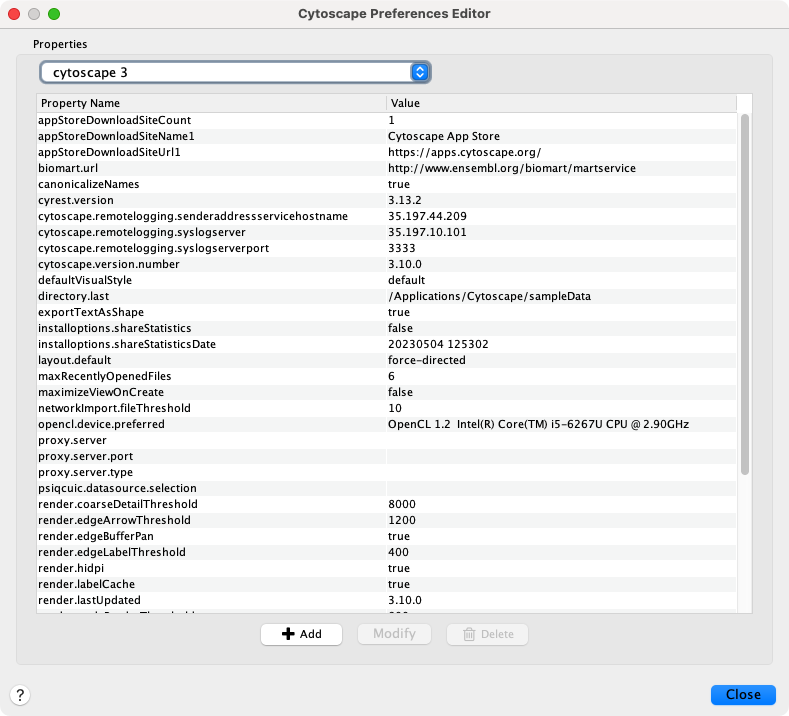 Cytoscape Preferences Editor
Properties
cytoscape 3
Property Name Value
appStoreDownloadSiteCount 1
appStoreDownloadSiteName1 Cytoscape App Store
appStoreDownloadSiteUrl1 https://apps.cytoscape.org/
biomart.url http://www.ensembl.org/biomart/martservice
canonicalizeNames true
cyrest.version 3.13.2
cytoscape.remotelogging.senderaddressservicehostname 35.197.44.209
cytoscape.remotelogging.syslogserver 35.197.10.101
cytoscape.remotelogging.syslogserverport 3333
cytoscape.version.number 3.10.0
defaultVisualStyle default
directory.last /Applications/Cytoscape/sampleData
exportTextAsShape true
installoptions.shareStatistics false
installoptions.shareStatisticsDate 20230504 125302
layout.default force-directed
maxRecentlyOpenedFiles 6
maximizeViewOnCreate false
networkImport.fileThreshold 10
opencl.device.preferred OpenCL 1.2 Intel(R) Core(TM) i5-6267U CPU @ 2.90GHz
proxy.server
proxy.server.port
proxy.server.type
psiqcuic.datasource.selection
render.coarseDetailThreshold 8000
render.edgeArrowThreshold 1200
render.edgeBufferPan true
render.edgeLabelThreshold 400
render.hidpi true
render.labelCache true
render.lastUpdated 3.10.0
Add Modify Delete
? Close